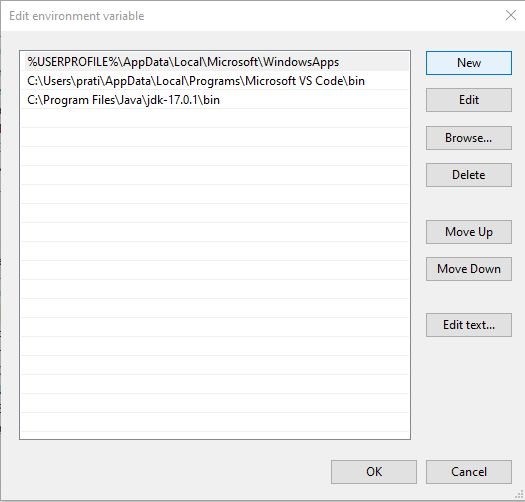 Edit environment variable
%USERPROFILE%\AppData\Local\Microsoft\WindowsApps
C:\Users\prati\AppData\Local\Programs\Microsoft VS Code\bin
C:\Program Files\Java\jdk-17.0.1\bin
New
Edit
Browse...
Delete
Move Up
Move Down
Edit text...
OK
Cancel